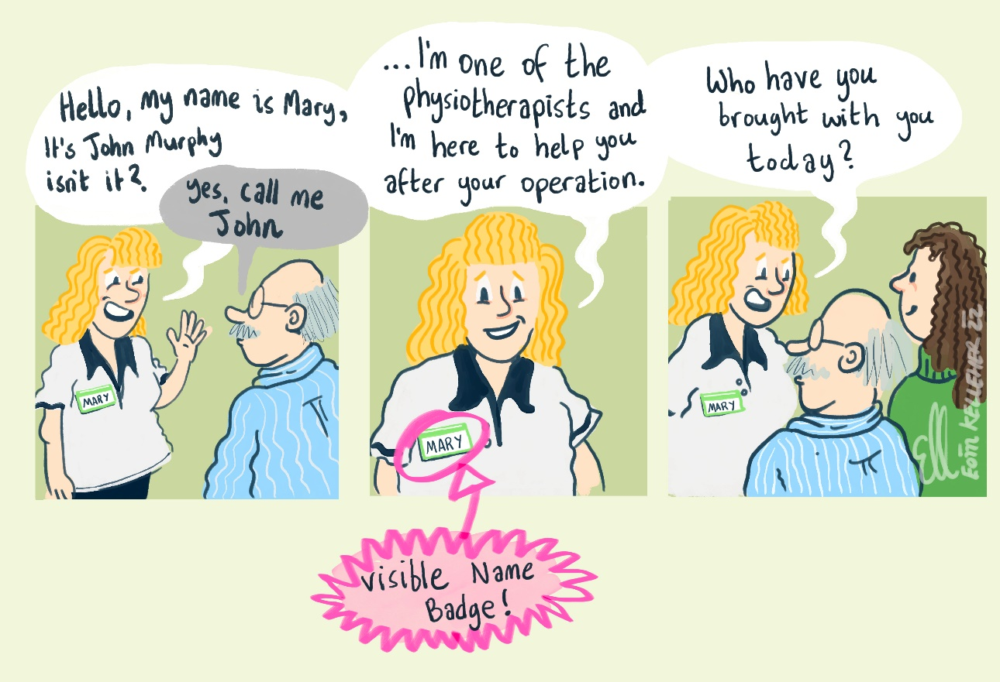 Hello, my name is Mary,
It's John Murphy
isn't it?
yes, call me
John
MARY
...I'm one of the
physiotherapists and
I'm here to help you
after your operation.
MARY
visible Name
Badge!
Who have you
brought with you
today?
MARY
Ell
EOIN KELLEHER '22